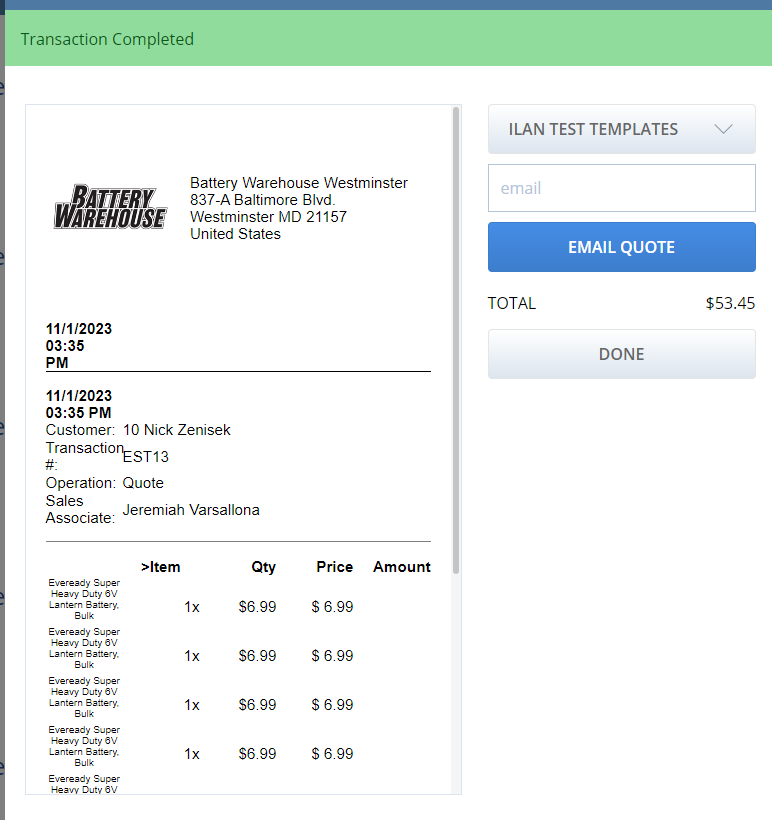 Transaction Completed
BATTERY
WAREHOUSE
Battery Warehouse Westminster
837-A Baltimore Blvd.
Westminster MD 21157
United States
11/1/2023
03:35
PM
11/1/2023
03:35 PM
Customer: 10 Nick Zenisek
Transaction
#:
EST13
Operation: Quote
Sales
Associate:
Jeremiah Varsallona
>Item Qty Price Amount
Eveready Super
Heavy Duty 6V
Lantern Battery,
Bulk
1x $6.99 $ 6.99
Eveready Super
Heavy Duty 6V
Lantern Battery,
Bulk
1x $6.99 $ 6.99
Eveready Super
Heavy Duty 6V
Lantern Battery,
Bulk
1x $6.99 $ 6.99
Eveready Super
Heavy Duty 6V
Lantern Battery,
Bulk
1x $6.99 $ 6.99
Eveready Super
Heavy Duty 6V
ILAN TEST TEMPLATES
email
EMAIL QUOTE
TOTAL $53.45
DONE